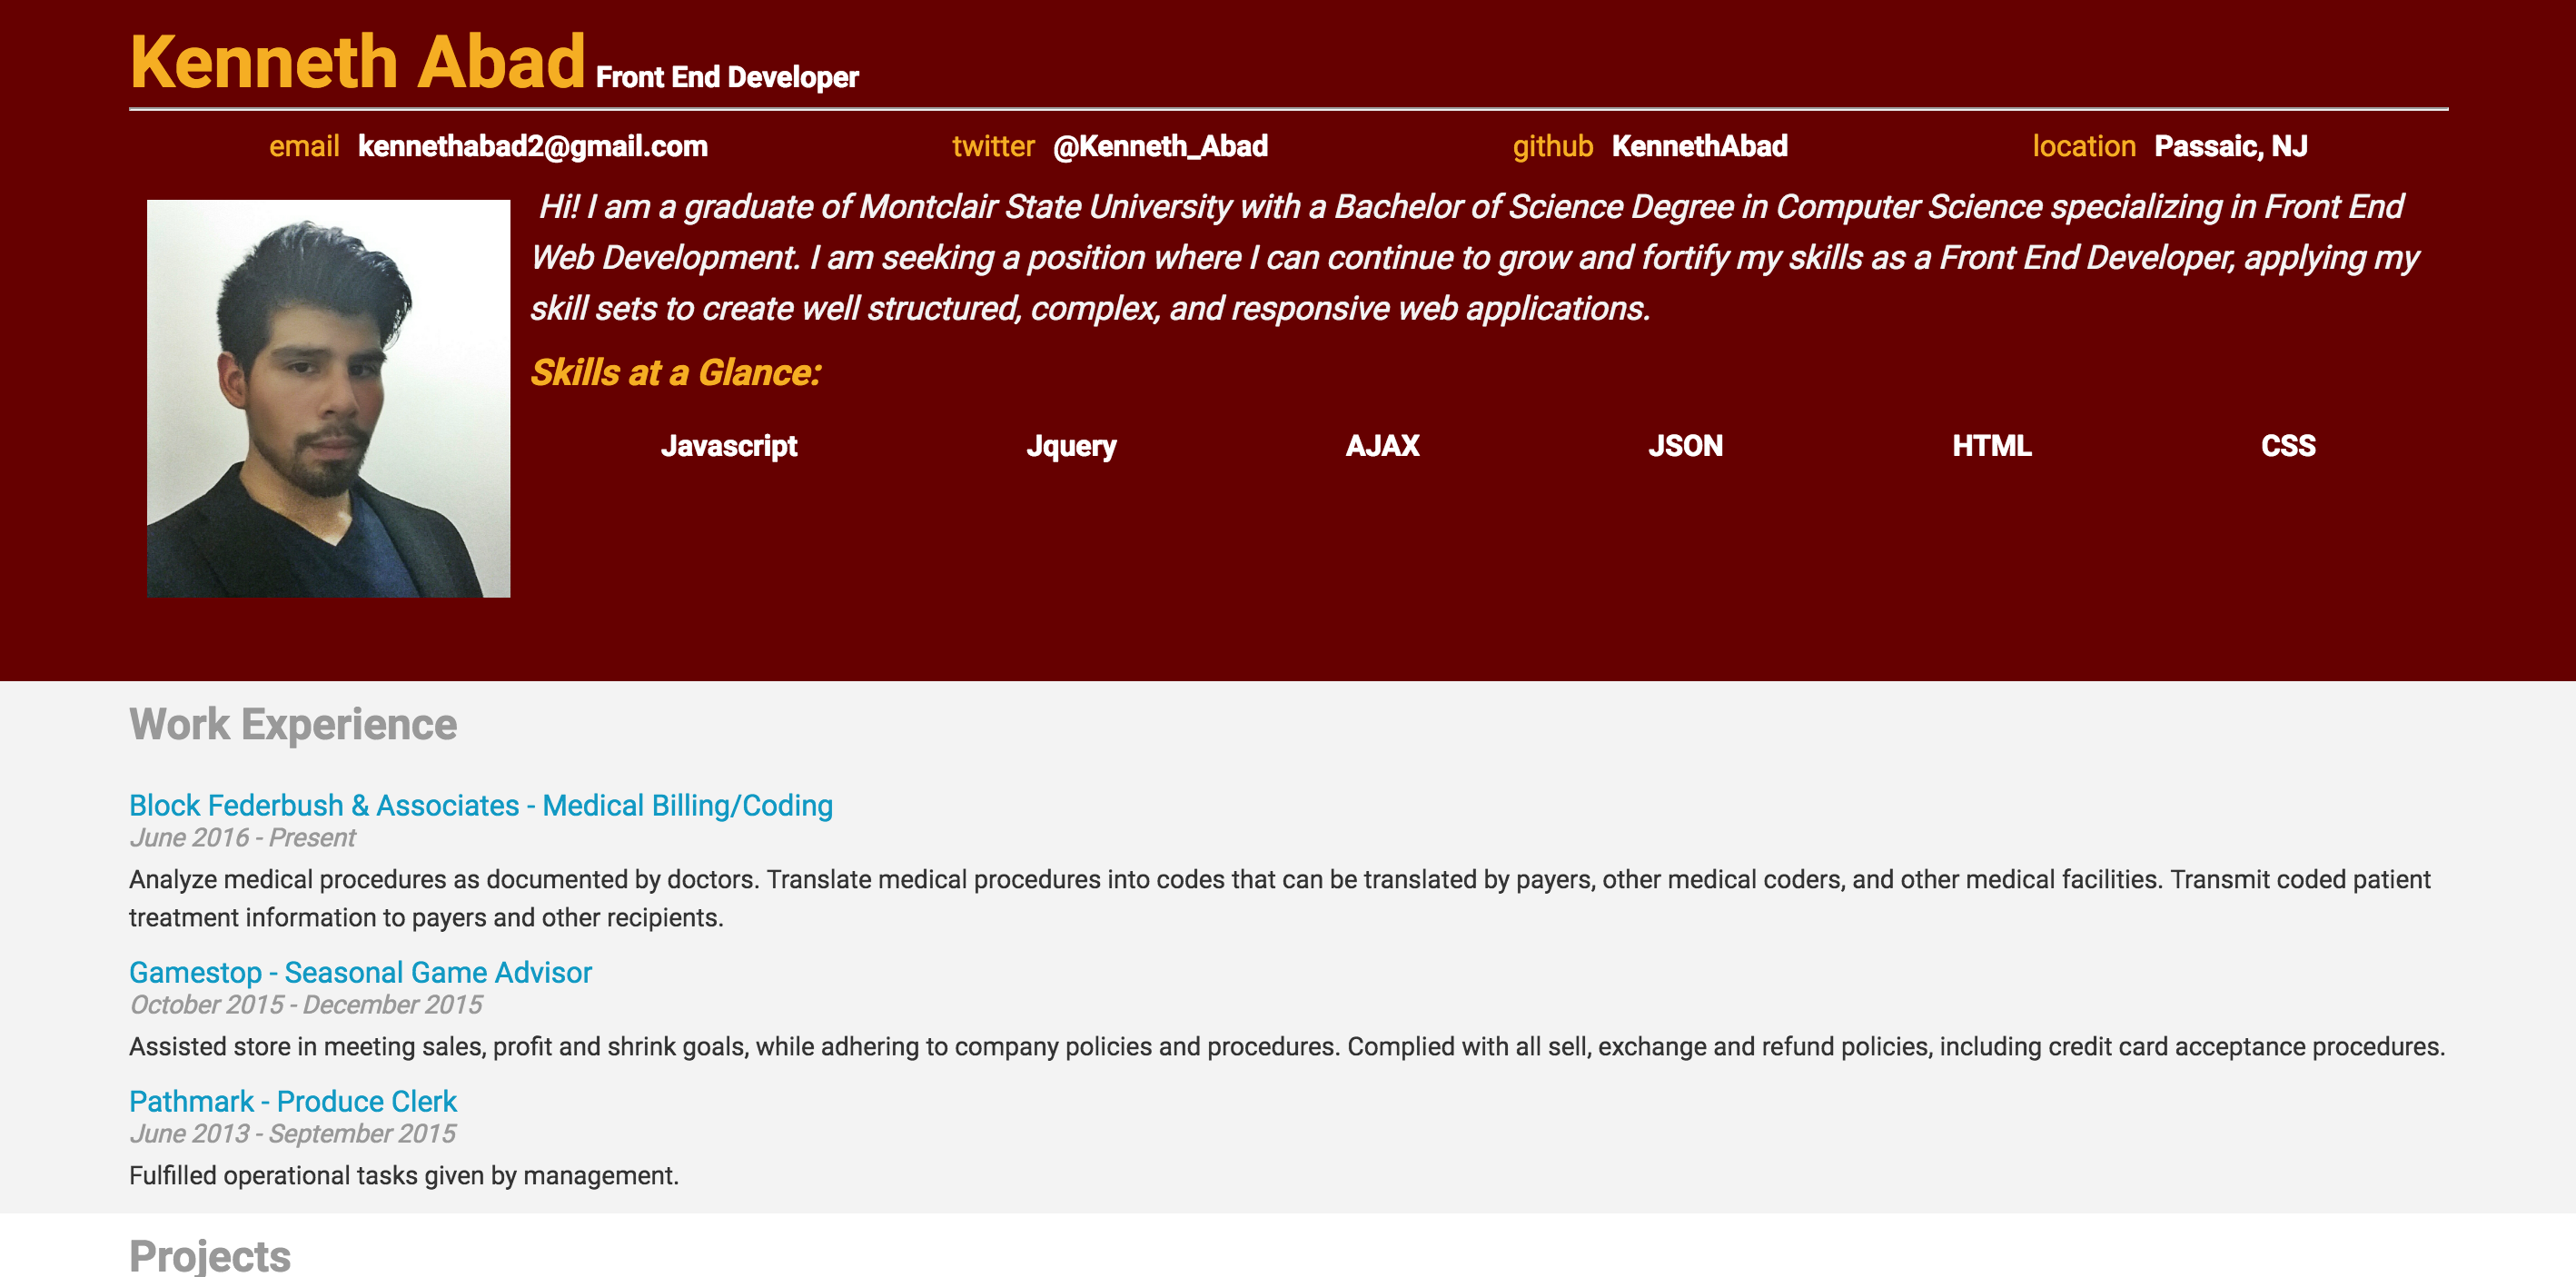 Kenneth Abad Front End Developer
email kennethabad2@gmail.com twitter @Kenneth_Abad github KennethAbad location Passaic, NJ
Hi! I am a graduate of Montclair State University with a Bachelor of Science Degree in Computer Science specializing in Front End
Web Development. I am seeking a position where I can continue to grow and fortify my skills as a Front End Developer, applying my
skill sets to create well structured, complex, and responsive web applications.
Skills at a Glance:
Javascript Jquery AJAX JSON HTML CSS
Work Experience
Block Federbush & Associates - Medical Billing/Coding
June 2016 - Present
Analyze medical procedures as documented by doctors. Translate medical procedures into codes that can be translated by payers, other medical coders, and other medical facilities. Transmit coded patient
treatment information to payers and other recipients.
Gamestop - Seasonal Game Advisor
October 2015 - December 2015
Assisted store in meeting sales, profit and shrink goals, while adhering to company policies and procedures. Complied with all sell, exchange and refund policies, including credit card acceptance procedures.
Pathmark - Produce Clerk
June 2013 - September 2015
Fulfilled operational tasks given by management.
Projects